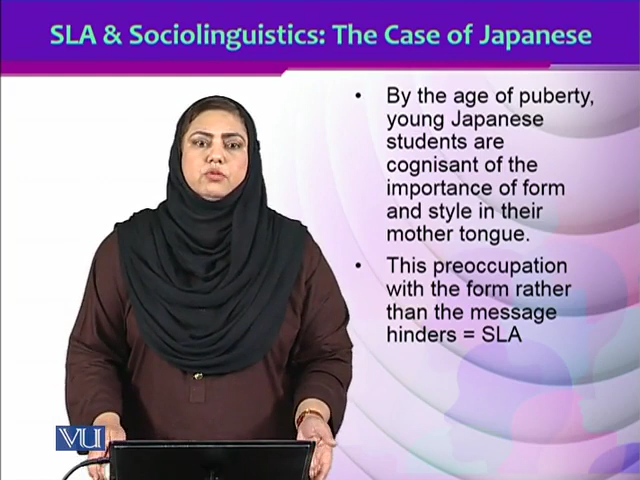 SLA & Sociolinguistics: The Case of Japanese
• By the age of puberty,
young Japanese
students are
cognisant of the
importance of form
and style in their
mother tongue.
• This preoccupation
with the form rather
than the message
hinders = SLA
VU